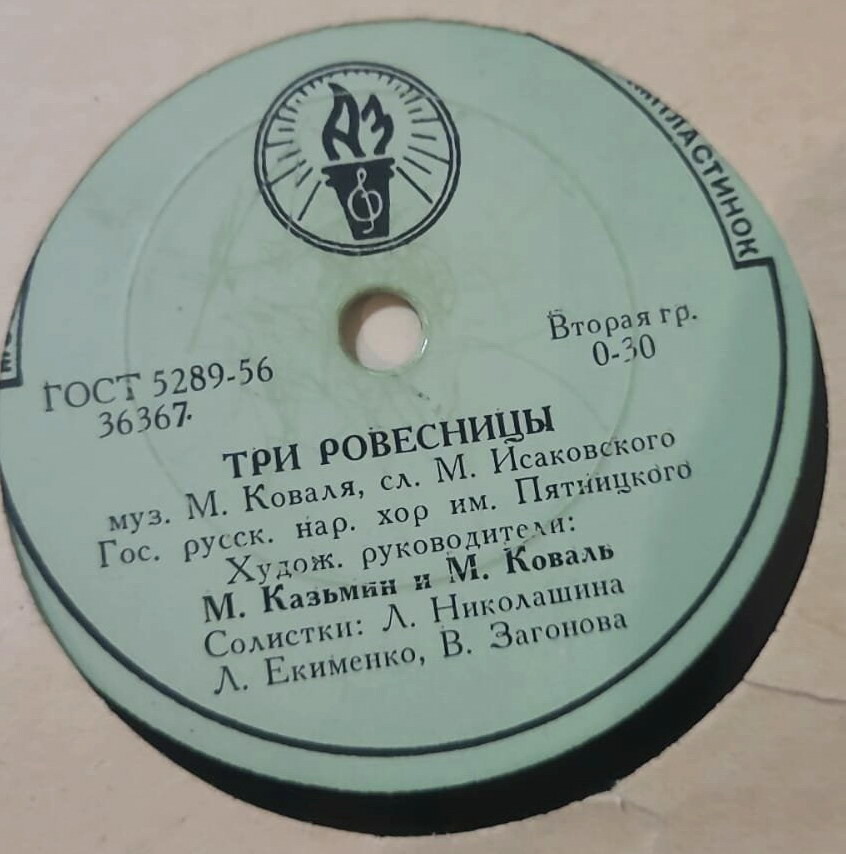 АЗ
ПЛАСТИНОК
Вторая гр.
0-30
ГОСТ 5289-56
36367.
ТРИ РОВЕСНИЦЫ
муз. М. Коваля, сл. М. Исаковского
Гос. русск. нар. хор им. Пятницкого
Худож. руководители:
М. Казьмин и М. Коваль
Солистки: Л. Николашина
Л. Екименко, В. Загонова